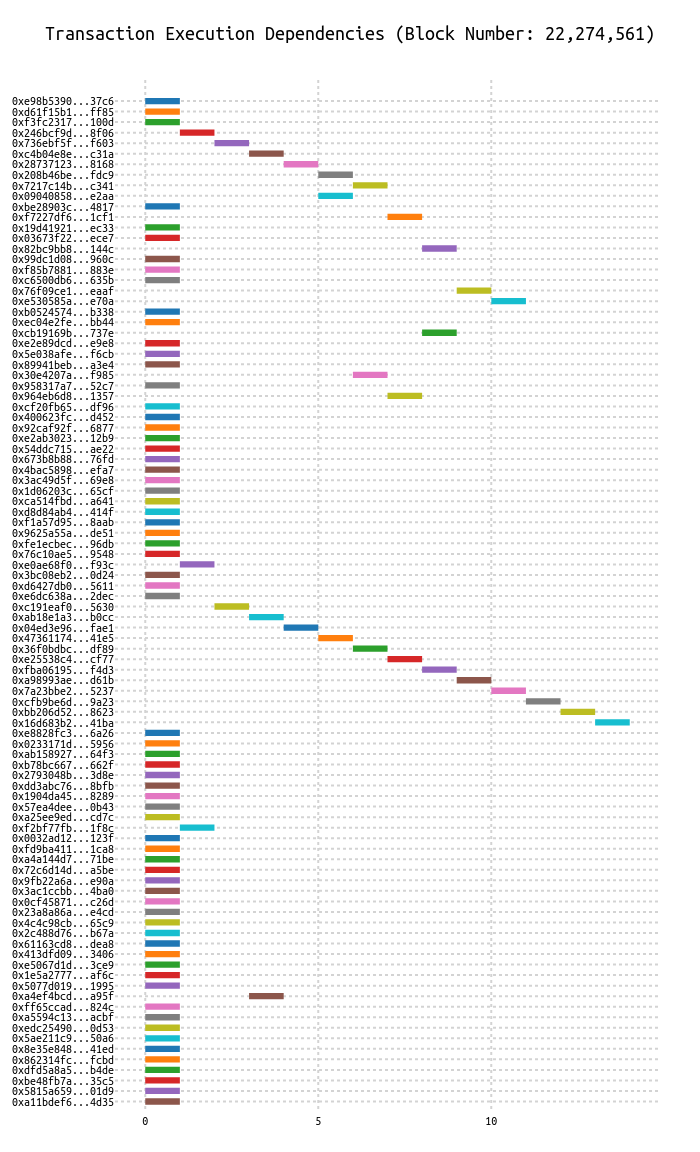 Transaction Execution Dependencies (Block Number: 22,274,561)
0xe98b5390...37c6
0xd61f15b1...ff85
0xf3fc2317...100d
0x246bcf9d...8f06
0x736ebf5f...f603
0xc4b04e8e...c31a
0x28737123...8168
0x208b46be...fdc9
0x7217c14b...c341
0x09040858...e2aa
0xbe28903c...4817
0xf7227df6...1cf1
0x19d41921...ec33
0x03673f22...ece7
0x82bc9bb8...144c
0x99dc1d08...960c
0xf85b7881...883e
0xc6500db6...635b
0x76f09ce1...eaaf
0xe530585a...e70a
0xb0524574...b338
0xec04e2fe...bb44
0xcb19169b...737e
0xe2e89dcd...e9e8
0x5e038afe...f6cb
0x89941beb...a3e4
0x30e4207a...f985
0x958317a7...52c7
0x964eb6d8...1357
0xcf20fb65...df96
0x400623fc...d452
0x92caf92f...6877
0xe2ab3023...12b9
0x54ddc715...ae22
0x673b8b88...76fd
0x4bac5898...efa7
0x3ac49d5f...69e8
0x1d06203c...65cf
0xca514fbd...a641
0xd8d84ab4...414f
0xf1a57d95...8aab
0x9625a55a...de51
0xfe1ecbec...96db
0x76c10ae5...9548
0xe0ae68f0...f93c
0x3bc08eb2...0d24
0xd6427db0...5611
0xe6dc638a...2dec
0xc191eaf0...5630
0xab18e1a3...b0cc
0x04ed3e96...fae1
0x47361174...41e5
0x36f0bdbc...df89
0xe25538c4...cf77
0xfba06195...f4d3
0xa98993ae...d61b
0x7a23bbe2...5237
0xcfb9be6d...9a23
0xbb206d52...8623
0x16d683b2...41ba
0xe8828fc3...6a26
0x0233171d...5956
0xab158927...64f3
0xb78bc667...662f
0x2793048b...3d8e
0xdd3abc76...8bfb
0x1904da45...8289
0x57ea4dee...0b43
0xa25ee9ed...cd7c
0xf2bf77fb...1f8c
0x0032ad12...123f
0xfd9ba411...1ca8
0xa4a144d7...71be
0x72c6d14d...a5be
0x9fb22a6a...e90a
0x3ac1ccbb...4ba0
0x0cf45871...c26d
0x23a8a86a...e4cd
0x4c4c98cb...65c9
0x2c488d76...b67a
0x61163cd8...dea8
0x413dfd09...3406
0xe5067d1d...3ce9
0x1e5a2777...af6c
0x5077d019...1995
0xa4ef4bcd...a95f
0xff65ccad...824c
0xa5594c13...acbf
0xedc25490...0d53
0x5ae211c9...50a6
0x8e35e848...41ed
0x862314fc...fcbd
0xdfd5a8a5...b4de
0xbe48fb7a...35c5
0x5815a659...01d9
0xa11bdef6...4d35
0 5 10